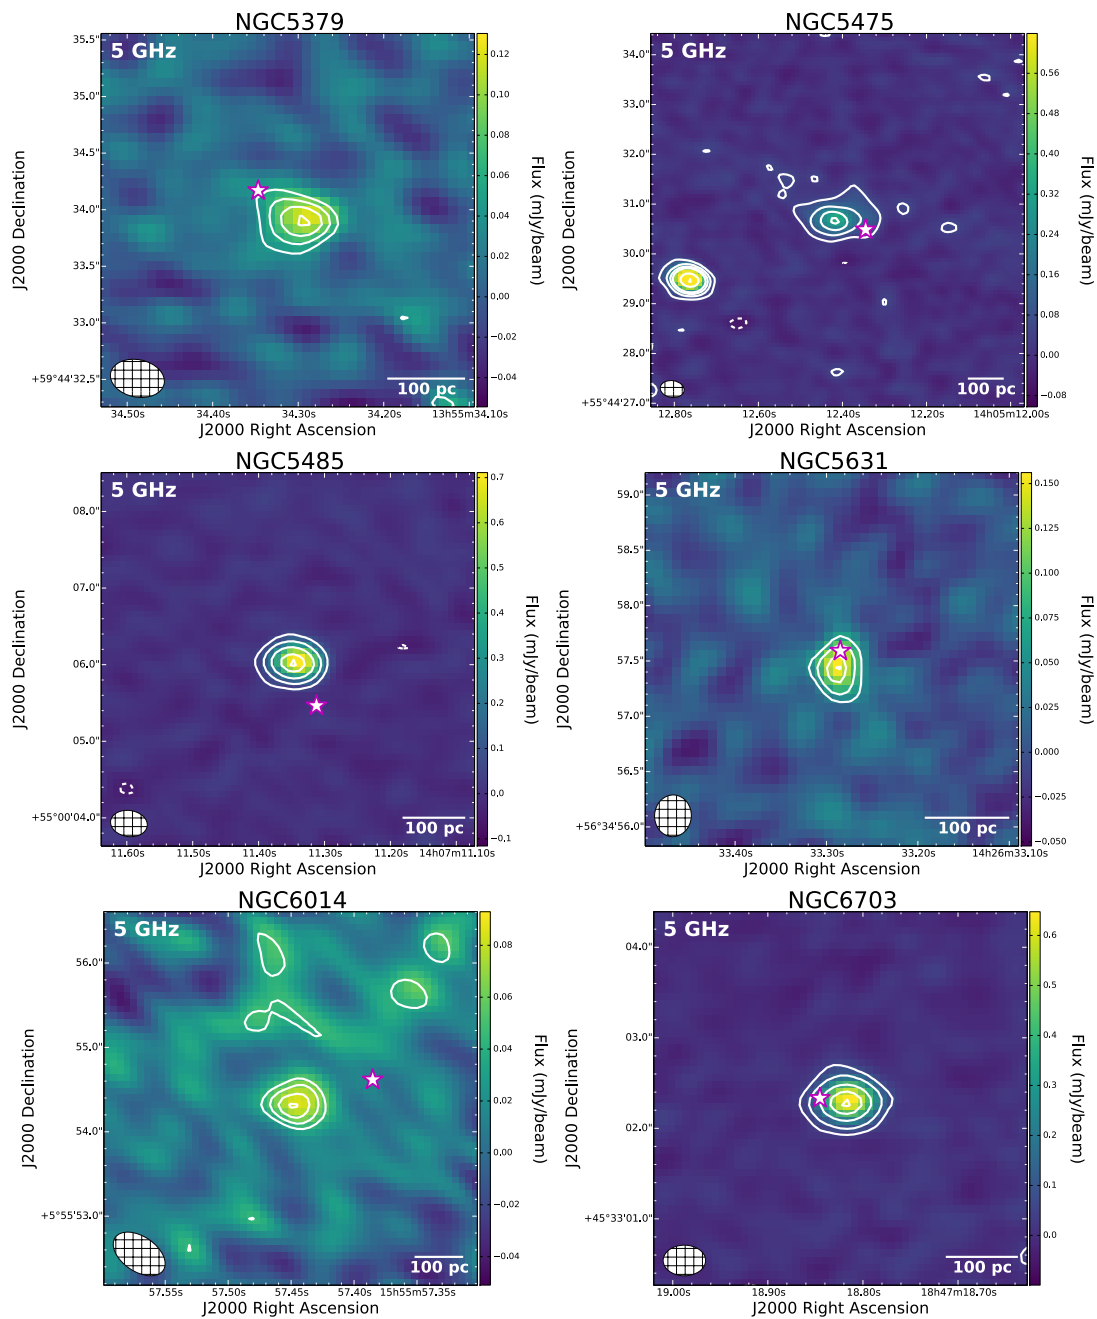 NGC5379
5 GHz
35.5"
35.0"
34.5"
34.0"
33.5"
33.0"
+59°44'32.5"
34.50s
34.40s
34.30s
34.20s
13h55m34.10s
J2000 Declination
J2000 Right Ascension
100 pc
0.12
0.10
0.08
0.06
0.04
0.02
0.00
−0.02
−0.04
Flux (mJy/beam)
NGC5475
5 GHz
34.0"
33.0"
32.0"
31.0"
30.0"
29.0"
28.0"
+55°44'27.0"
12.80s
12.60s
12.40s
12.20s
14h05m12.00s
J2000 Declination
J2000 Right Ascension
100 pc
0.56
0.48
0.40
0.32
0.24
0.16
0.08
0.00
−0.08
Flux (mJy/beam)
NGC5485
5 GHz
08.0"
07.0"
06.0"
05.0"
+55°00'04.0"
11.60s
11.50s
11.40s
11.30s
11.20s
14h07m11.10s
J2000 Declination
J2000 Right Ascension
100 pc
0.7
0.6
0.5
0.4
0.3
0.2
0.1
0.0
−0.1
Flux (mJy/beam)
NGC5631
5 GHz
59.0"
58.5"
58.0"
57.5"
57.0"
56.5"
+56°34'56.0"
33.40s
33.30s
33.20s
14h26m33.10s
J2000 Declination
J2000 Right Ascension
100 pc
0.150
0.125
0.100
0.075
0.050
0.025
0.000
−0.025
−0.050
Flux (mJy/beam)
NGC6014
5 GHz
56.0"
55.0"
54.0"
+5°55'53.0"
57.55s
57.50s
57.45s
57.40s
15h55m57.35s
J2000 Declination
J2000 Right Ascension
100 pc
0.08
0.06
0.04
0.02
0.00
−0.02
−0.04
Flux (mJy/beam)
NGC6703
5 GHz
04.0"
03.0"
02.0"
+45°33'01.0"
19.00s
18.90s
18.80s
18h47m18.70s
J2000 Declination
J2000 Right Ascension
100 pc
0.6
0.5
0.4
0.3
0.2
0.1
0.0
Flux (mJy/beam)